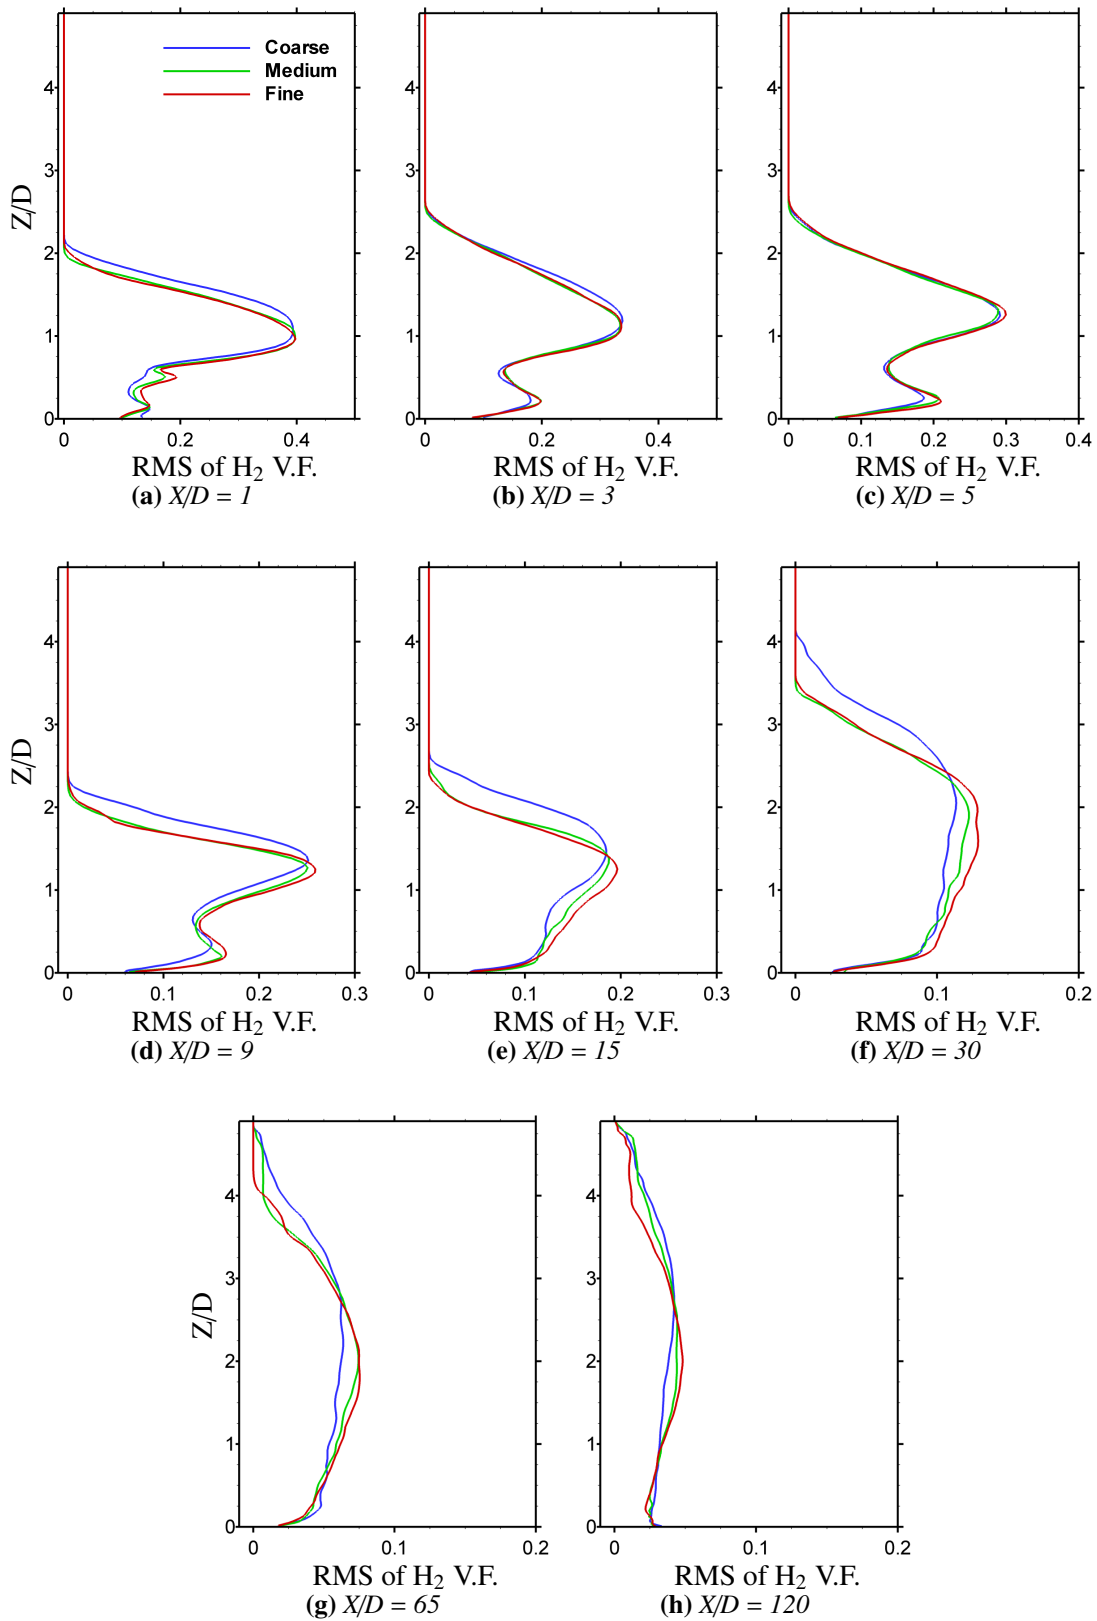 Coarse
Medium
Fine
Z/D
4
3
2
1
0
0 0.2 0.4
RMS of H2 V.F.
(a) X/D = 1
4
3
2
1
0
0 0.2 0.4
RMS of H2 V.F.
(b) X/D = 3
4
3
2
1
0
0 0.1 0.2 0.3 0.4
RMS of H2 V.F.
(c) X/D = 5
Z/D
4
3
2
1
0
0 0.1 0.2 0.3
RMS of H2 V.F.
(d) X/D = 9
4
3
2
1
0
0 0.1 0.2 0.3
RMS of H2 V.F.
(e) X/D = 15
4
3
2
1
0
0 0.1 0.2
RMS of H2 V.F.
(f) X/D = 30
Z/D
4
3
2
1
0
0 0.1 0.2
RMS of H2 V.F.
(g) X/D = 65
4
3
2
1
0
0 0.1 0.2
RMS of H2 V.F.
(h) X/D = 120